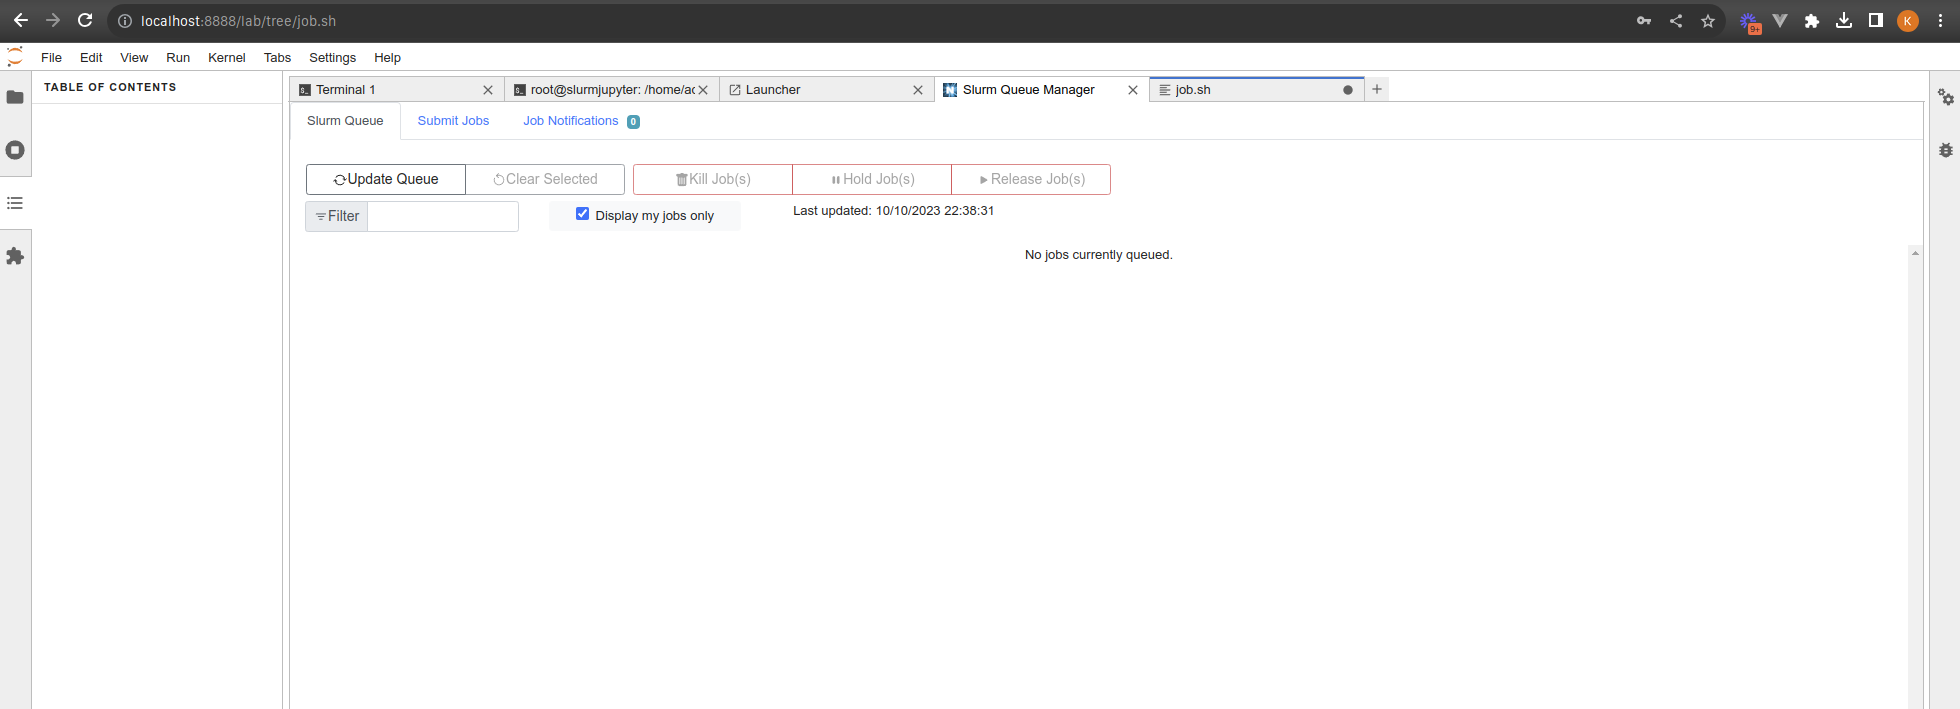 localhost:8888/lab/tree/job.sh
9+
K
File Edit View Run Kernel Tabs Settings Help
TABLE OF CONTENTS
Terminal 1 root@slurmjupyter: /home/ad Launcher Slurm Queue Manager job.sh
Slurm Queue Submit Jobs Job Notifications 0
Update Queue Clear Selected Kill Job(s) Hold Job(s) Release Job(s)
Filter Display my jobs only Last updated: 10/10/2023 22:38:31
No jobs currently queued.